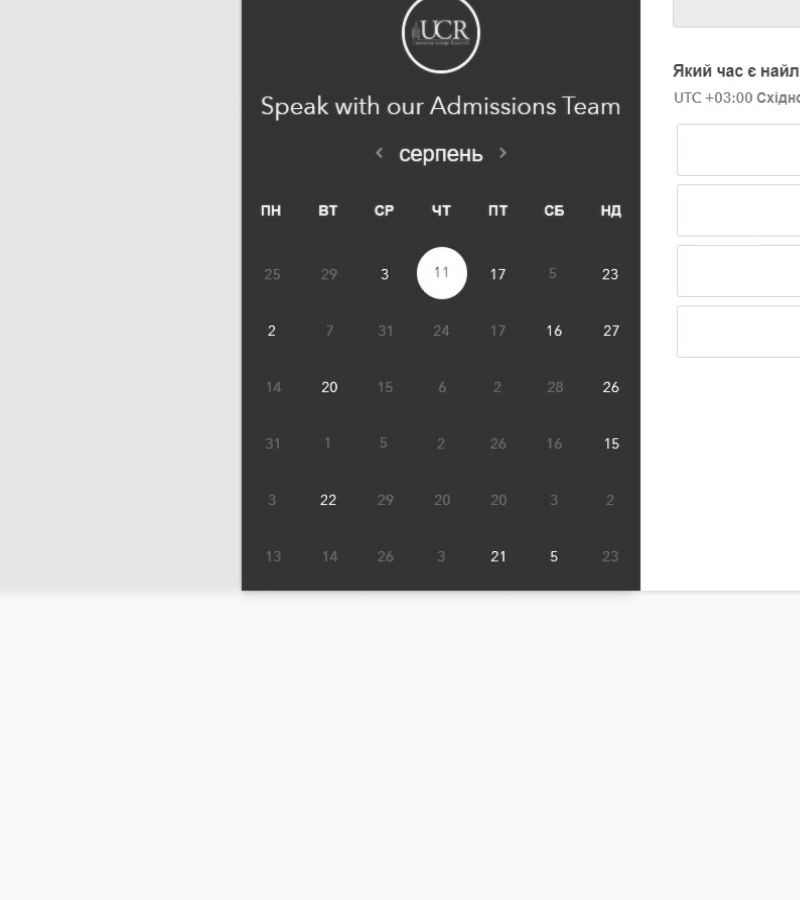 UCR
Speak with our Admissions Team
‹ серпень ›
ПН ВТ СР ЧТ ПТ СБ НД
25 29 3 11 17 5 23
2 7 31 24 17 16 27
14 20 15 6 2 28 26
31 1 5 2 26 16 15
3 22 29 20 20 3 2
13 14 26 3 21 5 23
Який час є найл
UTC +03:00 Східно